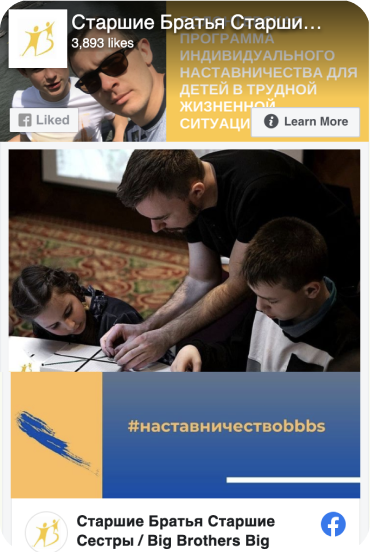 Старшие Братья Старши...
3,893 likes
ПРОГРАММА
ИНДИВИДУАЛЬНОГО
НАСТАВНИЧЕСТВА ДЛЯ
ДЕТЕЙ В ТРУДНОЙ
ЖИЗНЕННОЙ
СИТУАЦИ
Liked
Learn More
#наставничествоbbbs
Старшие Братья Старшие
Сестры / Big Brothers Big